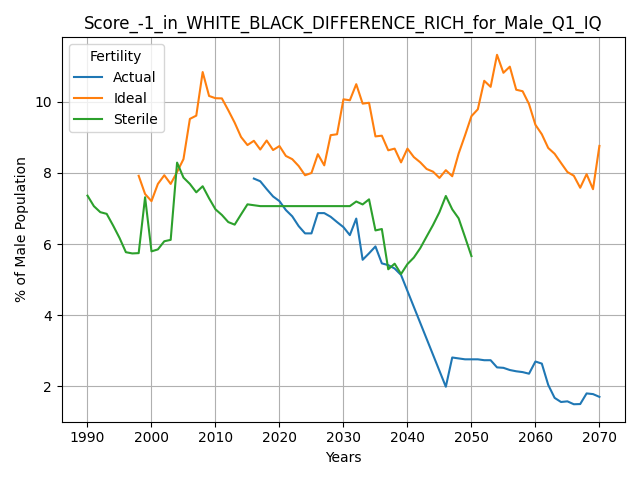 Score_-1_in_WHITE_BLACK_DIFFERENCE_RICH_for_Male_Q1_IQ
Fertility
Actual
Ideal
Sterile
% of Male Population
10
8
6
4
2
1990 2000 2010 2020 2030 2040 2050 2060 2070
Years